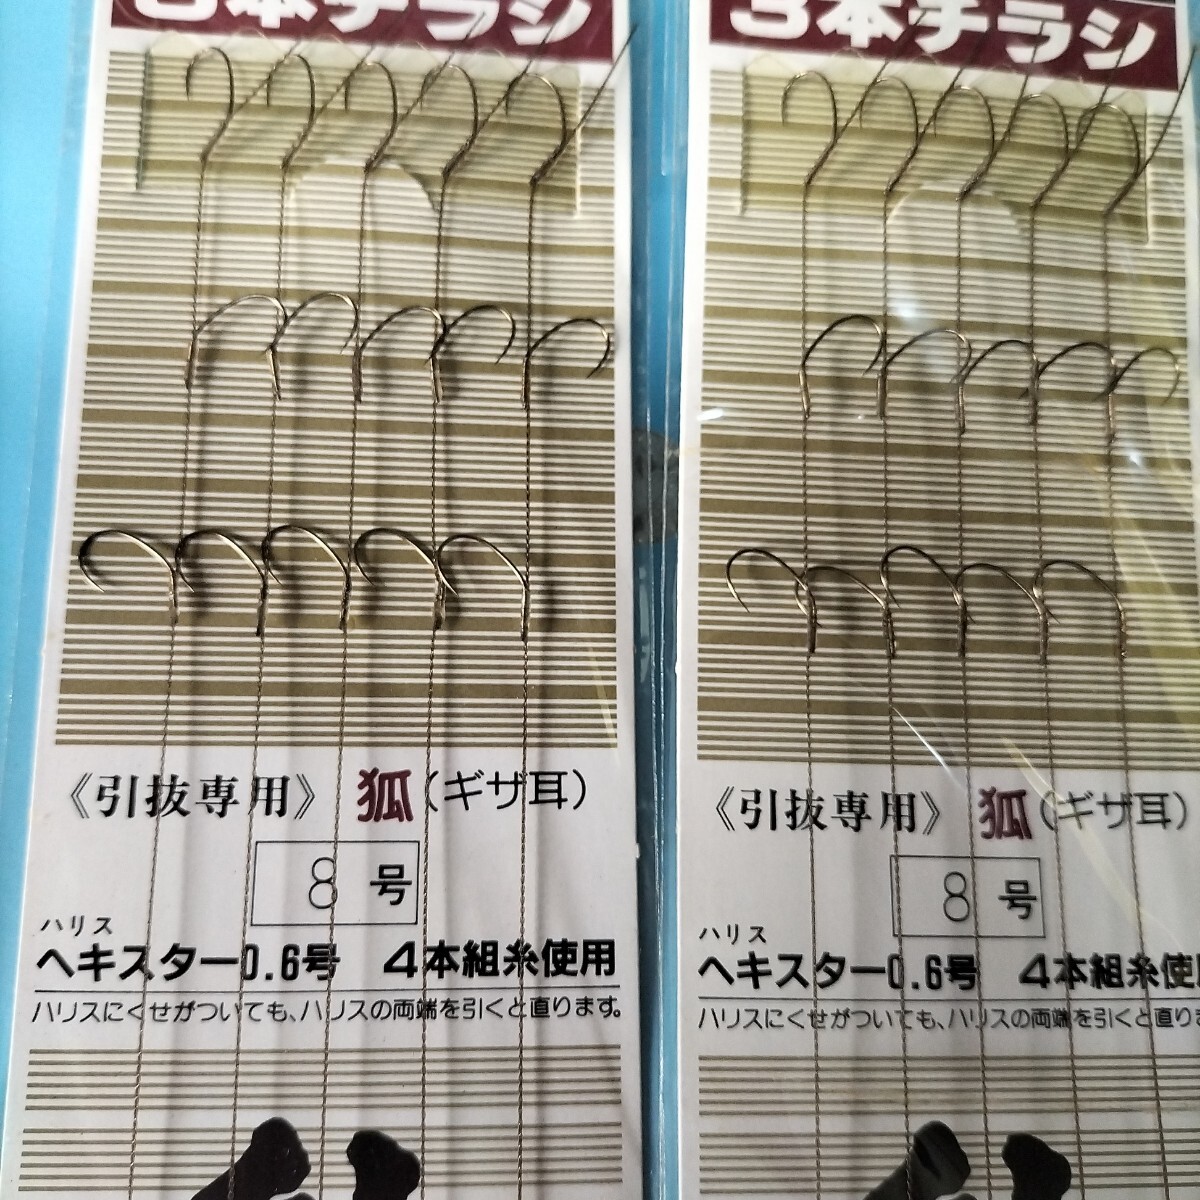 3本チラシ
《引抜専用》 狐(ギザ耳)
8号
ハリス
ヘキスター0.6号 4本組糸使用
ハリスにくせがついても、ハリスの両端を引くと直ります。
3本チラシ
《引抜専用》 狐(ギザ耳)
8号
ハリス
ヘキスター0.6号 4本組糸使
ハリスにくせがついても、ハリスの両端を引くと直りま